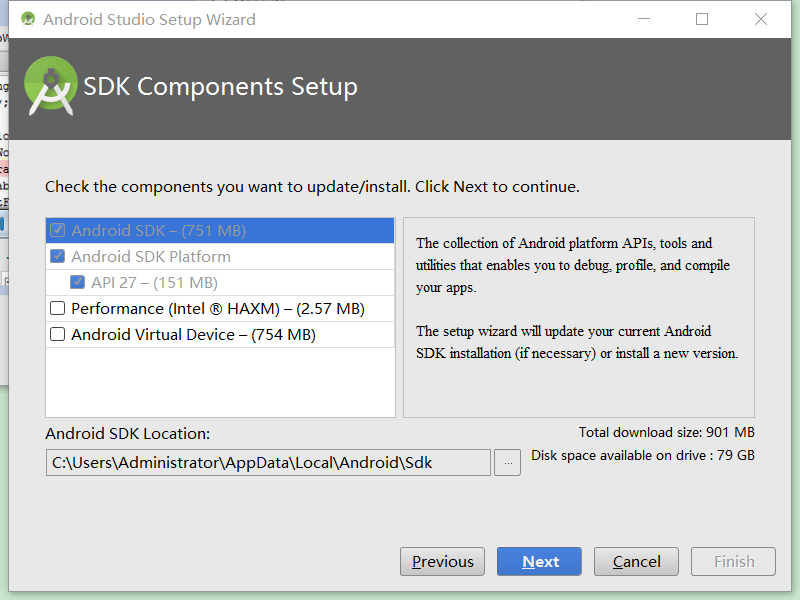 Android Studio Setup Wizard
SDK Components Setup
Check the components you want to update/install. Click Next to continue.
Android SDK – (751 MB)
Android SDK Platform
API 27 – (151 MB)
Performance (Intel ® HAXM) – (2.57 MB)
Android Virtual Device – (754 MB)
The collection of Android platform APIs, tools and
utilities that enables you to debug, profile, and compile
your apps.
The setup wizard will update your current Android
SDK installation (if necessary) or install a new version.
Android SDK Location:
Total download size: 901 MB
C:\Users\Administrator\AppData\Local\Android\Sdk
...
Disk space available on drive : 79 GB
Previous
Next
Cancel
Finish